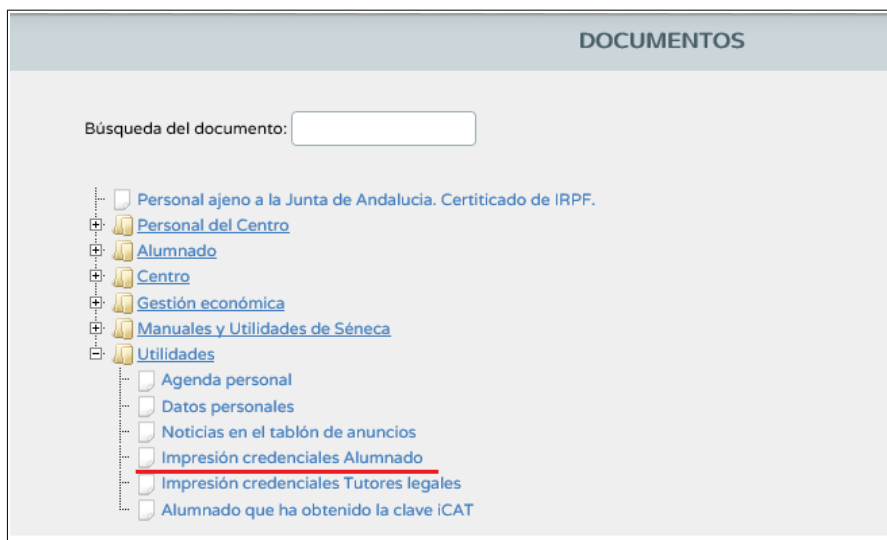 DOCUMENTOS
Búsqueda del documento:
Personal ajeno a la Junta de Andalucia. Certiticado de IRPF.
Personal del Centro
Alumnado
Centro
Gestión económica
Manuales y Utilidades de Séneca
Utilidades
Agenda personal
Datos personales
Noticias en el tablón de anuncios
Impresión credenciales Alumnado
Impresión credenciales Tutores legales
Alumnado que ha obtenido la clave iCAT